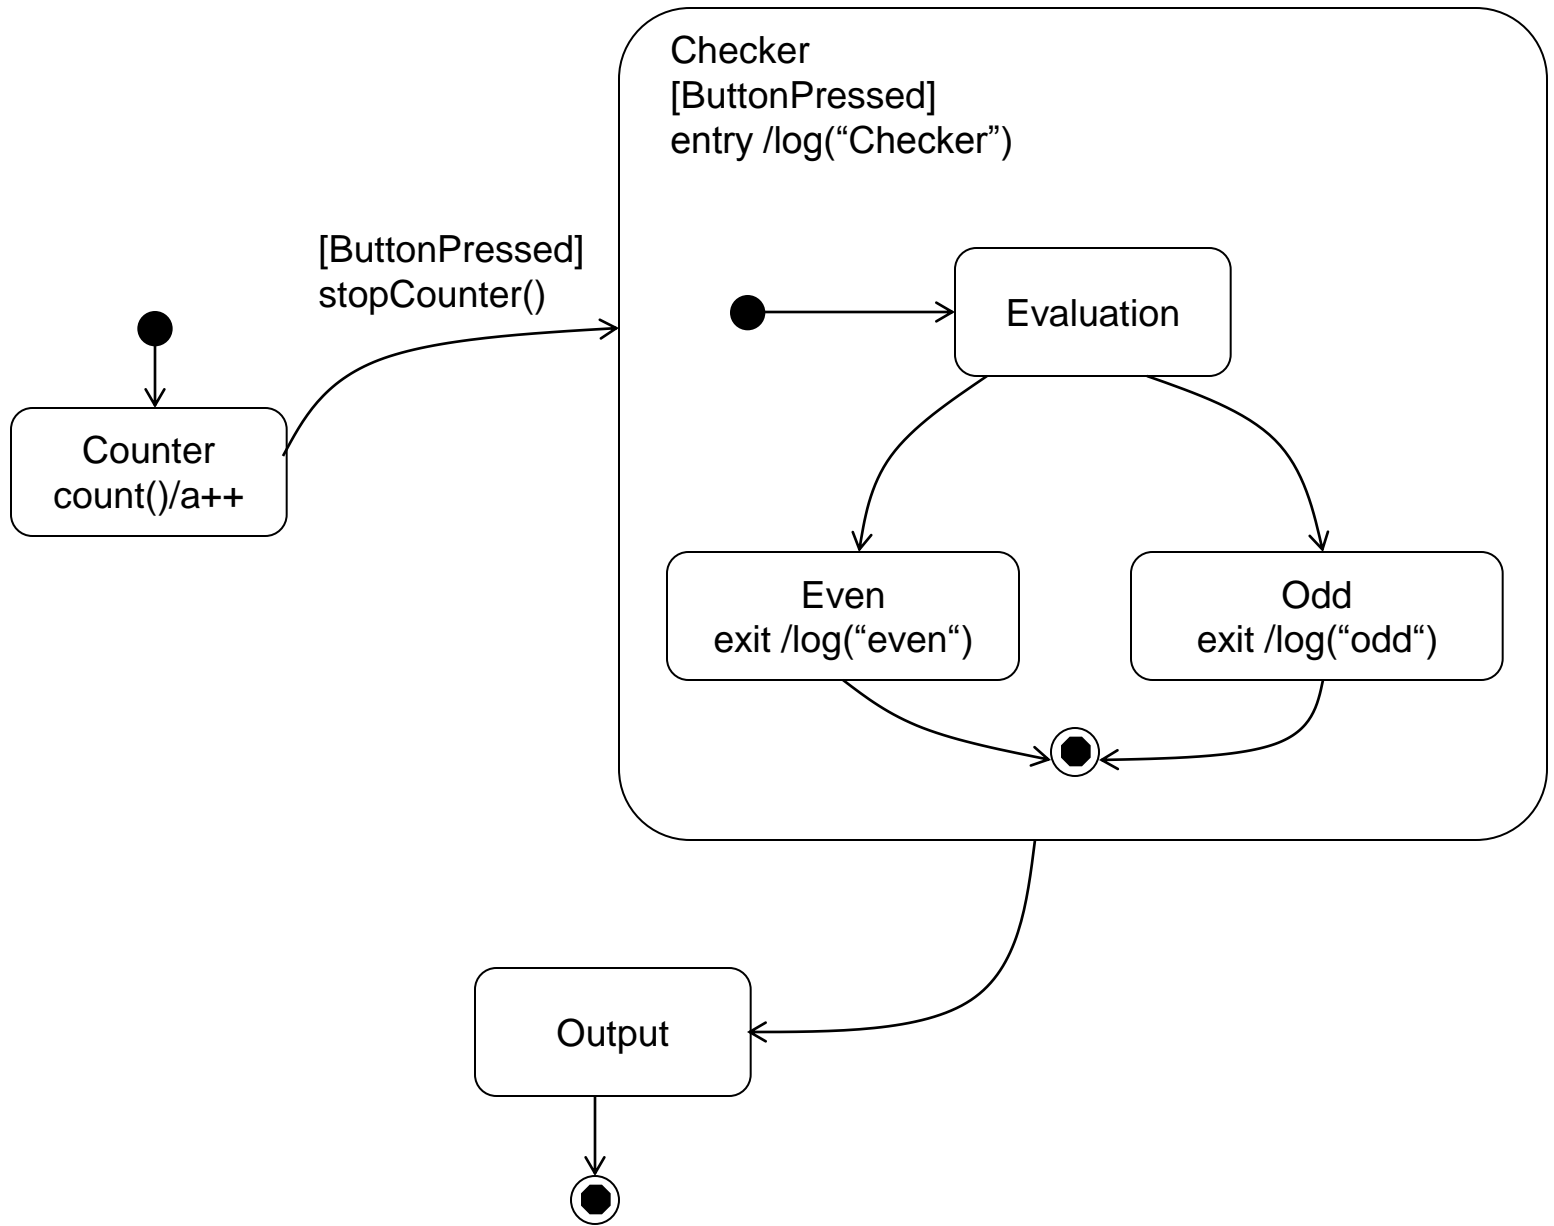 Checker
[ButtonPressed]
entry /log(“Checker”)
[ButtonPressed]
stopCounter()
Evaluation
Counter
count()/a++
Even
exit /log(“even“)
Odd
exit /log(“odd“)
Output